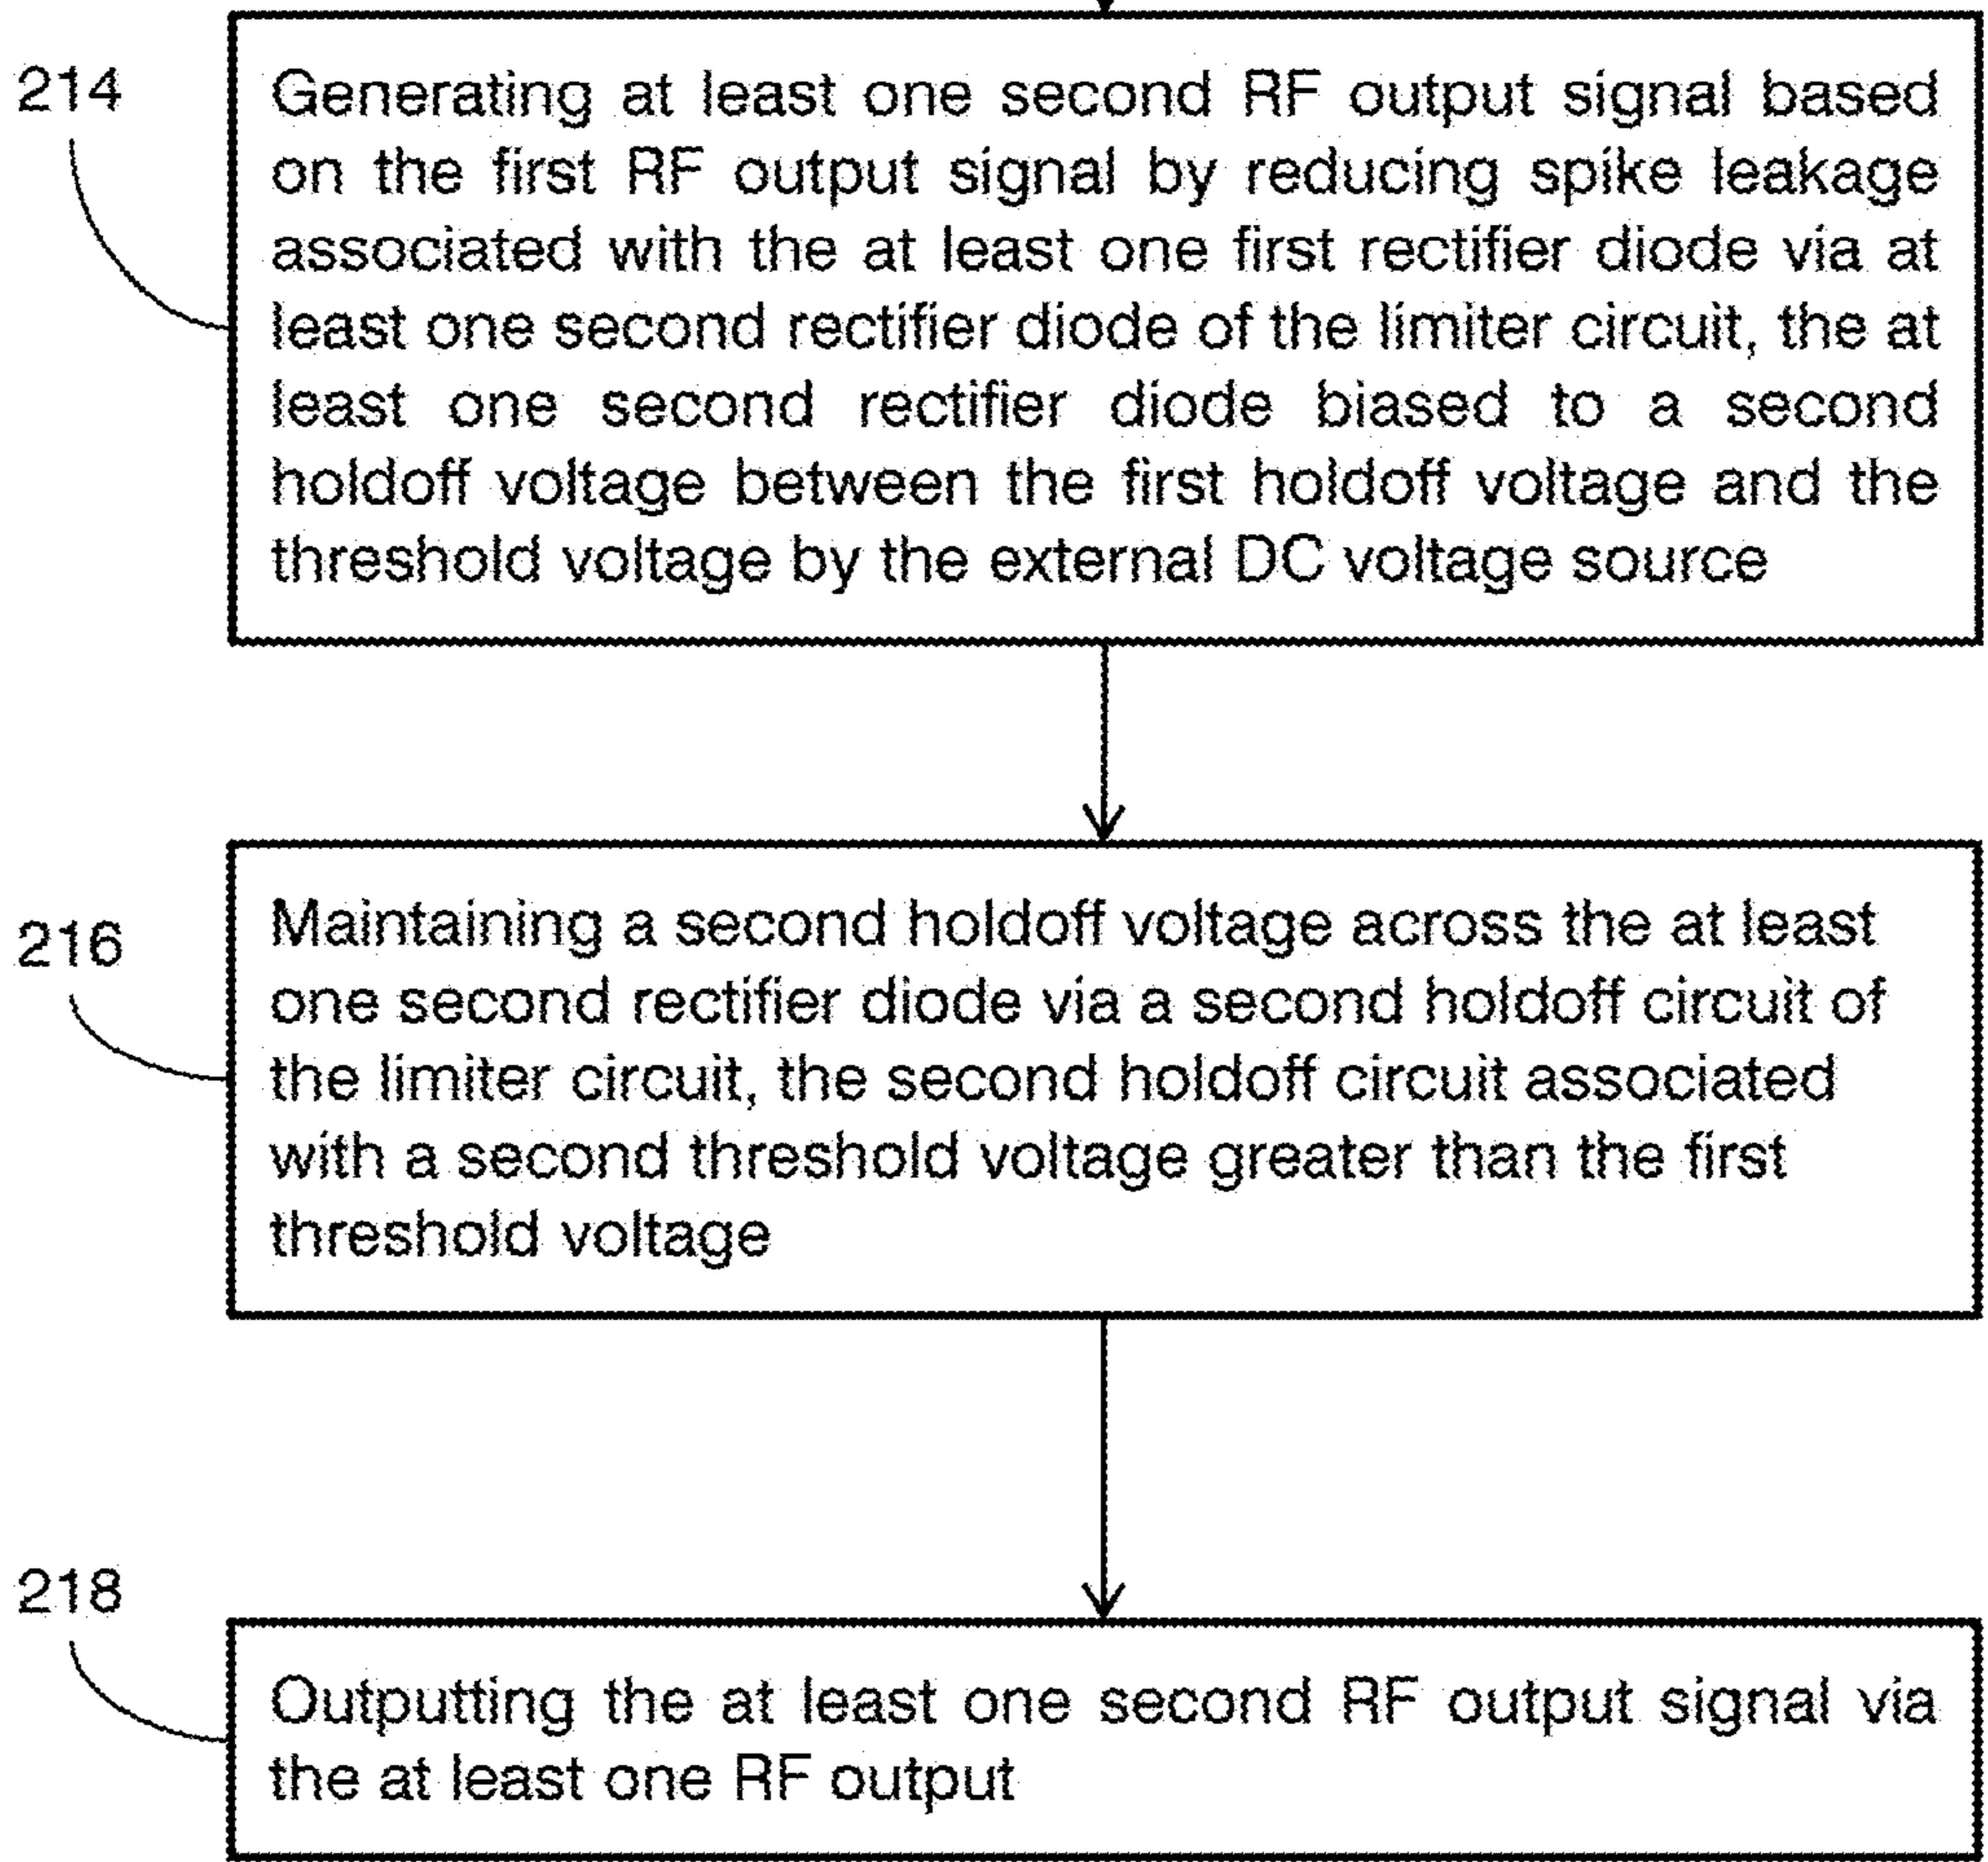 214
Generating at least one second RF output signal based
on the first RF output signal by reducing spike leakage
associated with the at least one first rectifier diode via at
least one second rectifier diode of the limiter circuit, the at
least one second rectifier diode biased to a second
holdoff voltage between the first holdoff voltage and the
threshold voltage by the external DC voltage source
216
Maintaining a second holdoff voltage across the at least
one second rectifier diode via a second holdoff circuit of
the limiter circuit, the second holdoff circuit associated
with a second threshold voltage greater than the first
threshold voltage
218
Outputting the at least one second RF output signal via
the at least one RF output